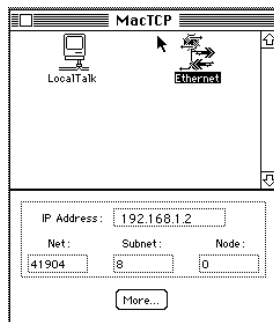 MacTCP
LocalTalk Ethernet
IP Address: 192.168.1.2
Net: Subnet: Node:
41904 8 0
More...